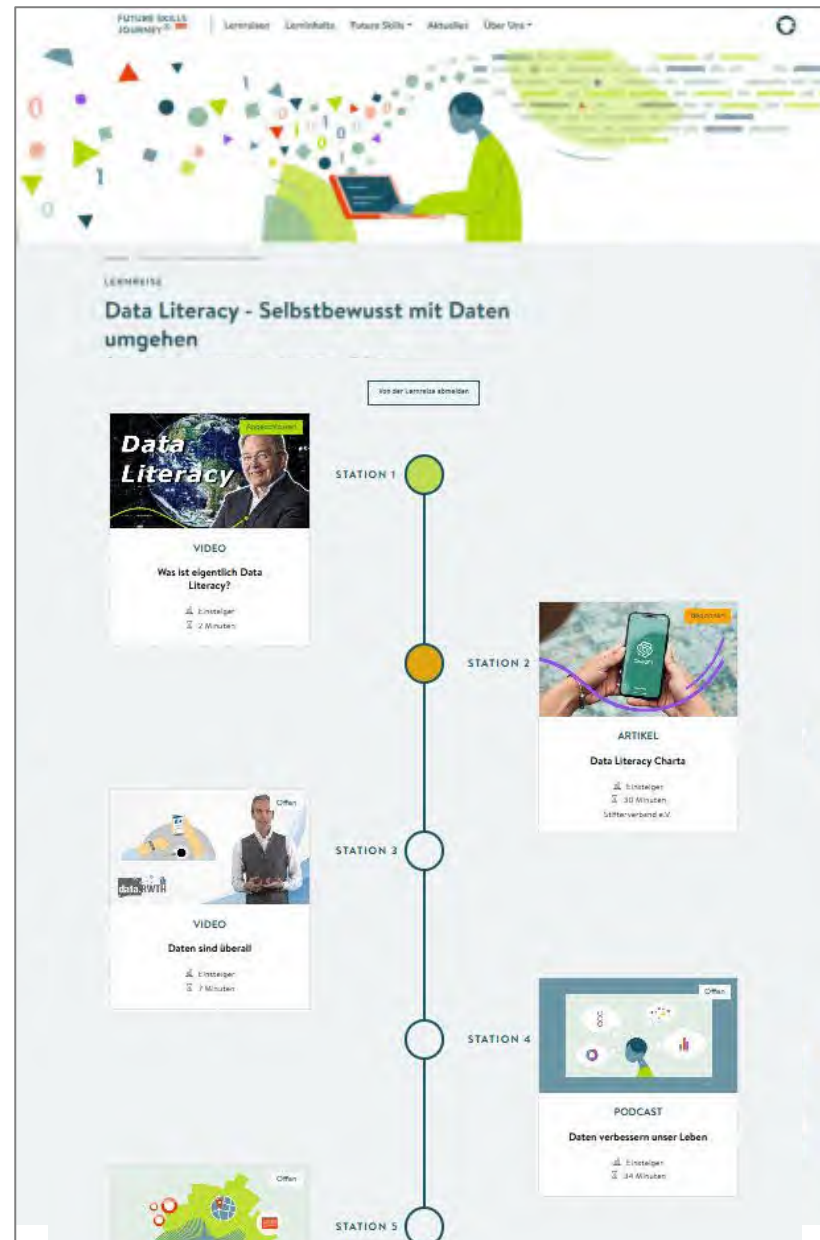 FUTURE SKILLS
JOURNEY
Lernreisen Lerninhalte Future Skills Aktuelles Über Uns
LERNREISE
Data Literacy - Selbstbewusst mit Daten
umgehen
Von der Lernreise abmelden
Abgeschlossen
Data
Literacy
STATION 1
VIDEO
Was ist eigentlich Data
Literacy?
Einsteiger
2 Minuten
STATION 2
ARTIKEL
Data Literacy Charta
Einsteiger
30 Minuten
Stifterverband e.V.
Offen
STATION 3
data.RWTH
VIDEO
Daten sind überall
Einsteiger
7 Minuten
Offen
STATION 4
PODCAST
Daten verbessern unser Leben
Einsteiger
34 Minuten
Offen
STATION 5